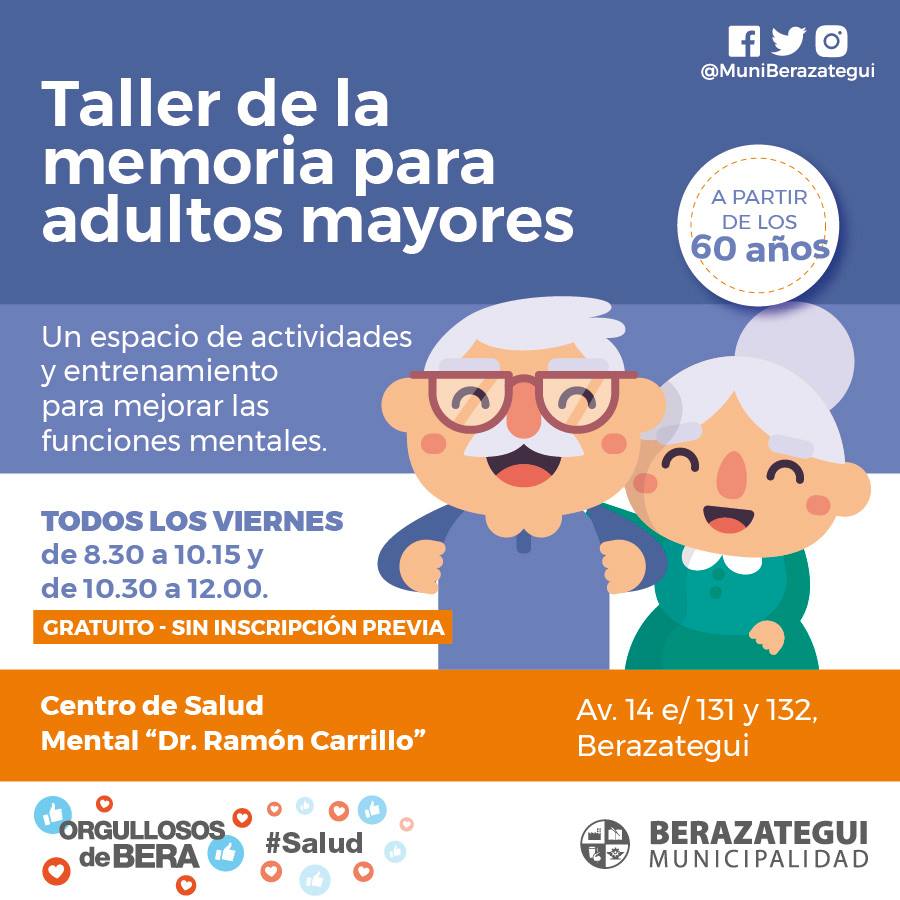 @MuniBerazategui
Taller de la
memoria para
adultos mayores
A PARTIR
DE LOS
60 años
Un espacio de actividades
y entrenamiento
para mejorar las
funciones mentales.
TODOS LOS VIERNES
de 8.30 a 10.15 y
de 10.30 a 12.00.
GRATUITO - SIN INSCRIPCIÓN PREVIA
Centro de Salud
Mental “Dr. Ramón Carrillo”
Av. 14 e/ 131 y 132,
Berazategui
ORGULLOSOS
de BERA
#Salud
BERAZATEGUI
MUNICIPALIDAD